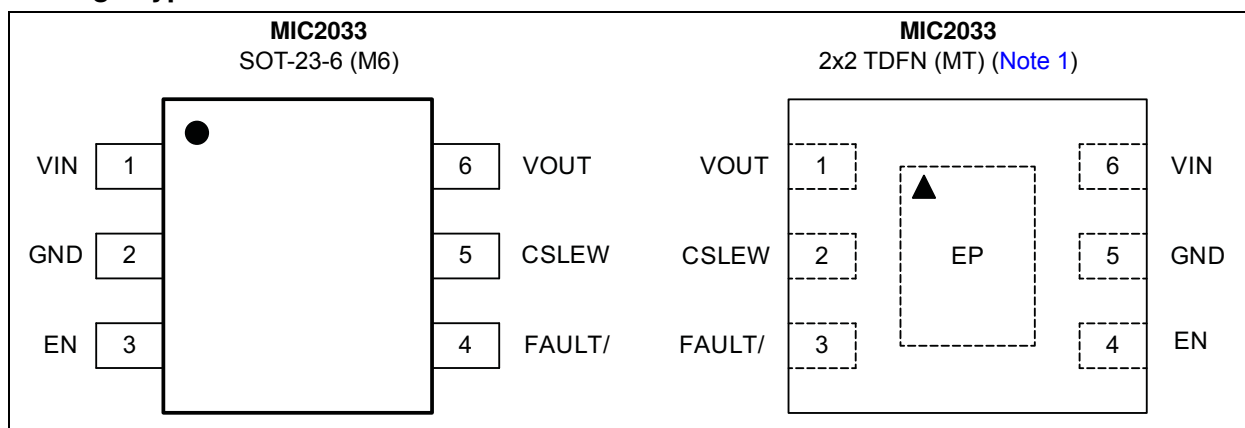 MIC2033
SOT-23-6 (M6)
VIN 1 6 VOUT
GND 2 5 CSLEW
EN 3 4 FAULT/
MIC2033
2x2 TDFN (MT) (Note 1)
VOUT 1 6 VIN
CSLEW 2 EP 5 GND
FAULT/ 3 4 EN